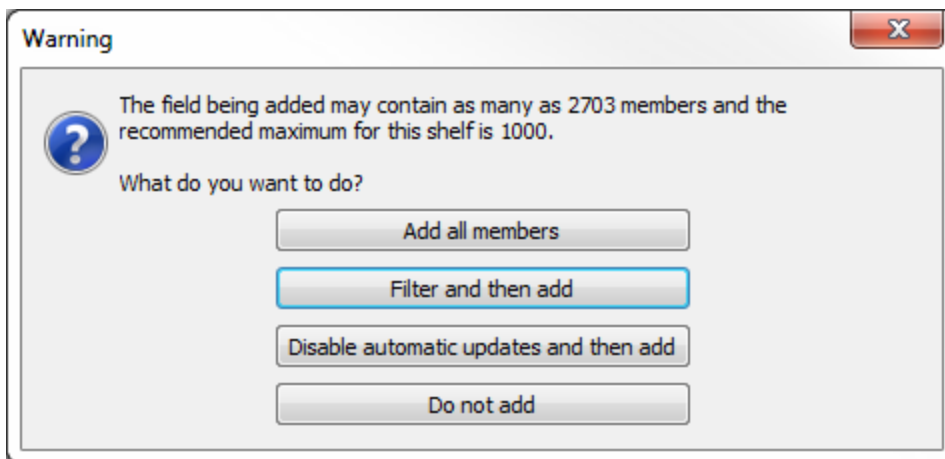 Warning
The field being added may contain as many as 2703 members and the
recommended maximum for this shelf is 1000.
What do you want to do?
Add all members
Filter and then add
Disable automatic updates and then add
Do not add